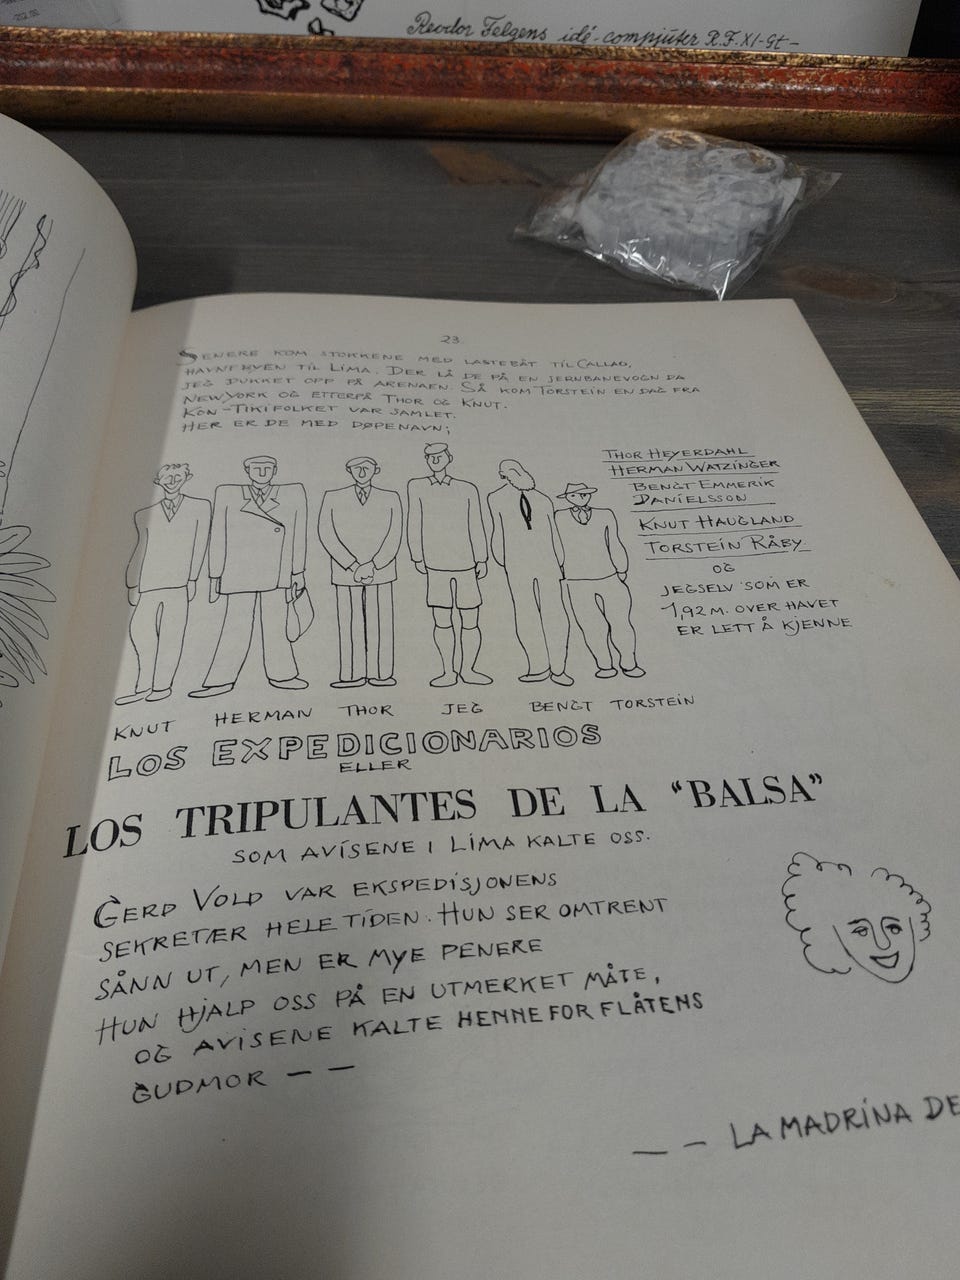 Reodor Felgens idé-compjuter R.F.XI-Gt-
23.
SENERE KOM STOKKENE MED LASTEBÅT TIL CALLAO,
HAVNEBYEN TIL LIMA. DER LÅ DE PÅ EN JERNBANEVOGN DA
JEG DUKKET OPP PÅ ARENAEN. SÅ KOM TORSTEIN EN DAG FRA
NEW YORK OG ETTERPÅ THOR OG KNUT.
KON-TIKIFOLKET VAR SAMLET.
HER ER DE MED DØPENAVN;
THOR HEYERDAHL
HERMAN WATZINGER
BENGT EMMERIK
DANIELSSON
KNUT HAUGLAND
TORSTEIN RÅBY
OG
JEGSELV SOM ER
1,92 M. OVER HAVET
ER LETT Å KJENNE
KNUT HERMAN THOR JEG BENGT TORSTEIN
LOS EXPEDICIONARIOS
ELLER
LOS TRIPULANTES DE LA "BALSA"
SOM AVISENE I LIMA KALTE OSS.
GERD VOLD VAR EKSPEDISJONENS
SEKRETÆR HELE TIDEN. HUN SER OMTRENT
SÅNN UT, MEN ER MYE PENERE
HUN HJALP OSS PÅ EN UTMERKET MÅTE,
OG AVISENE KALTE HENNE FOR FLÅTENS
GUDMOR — —
— - LA MADRINA DE